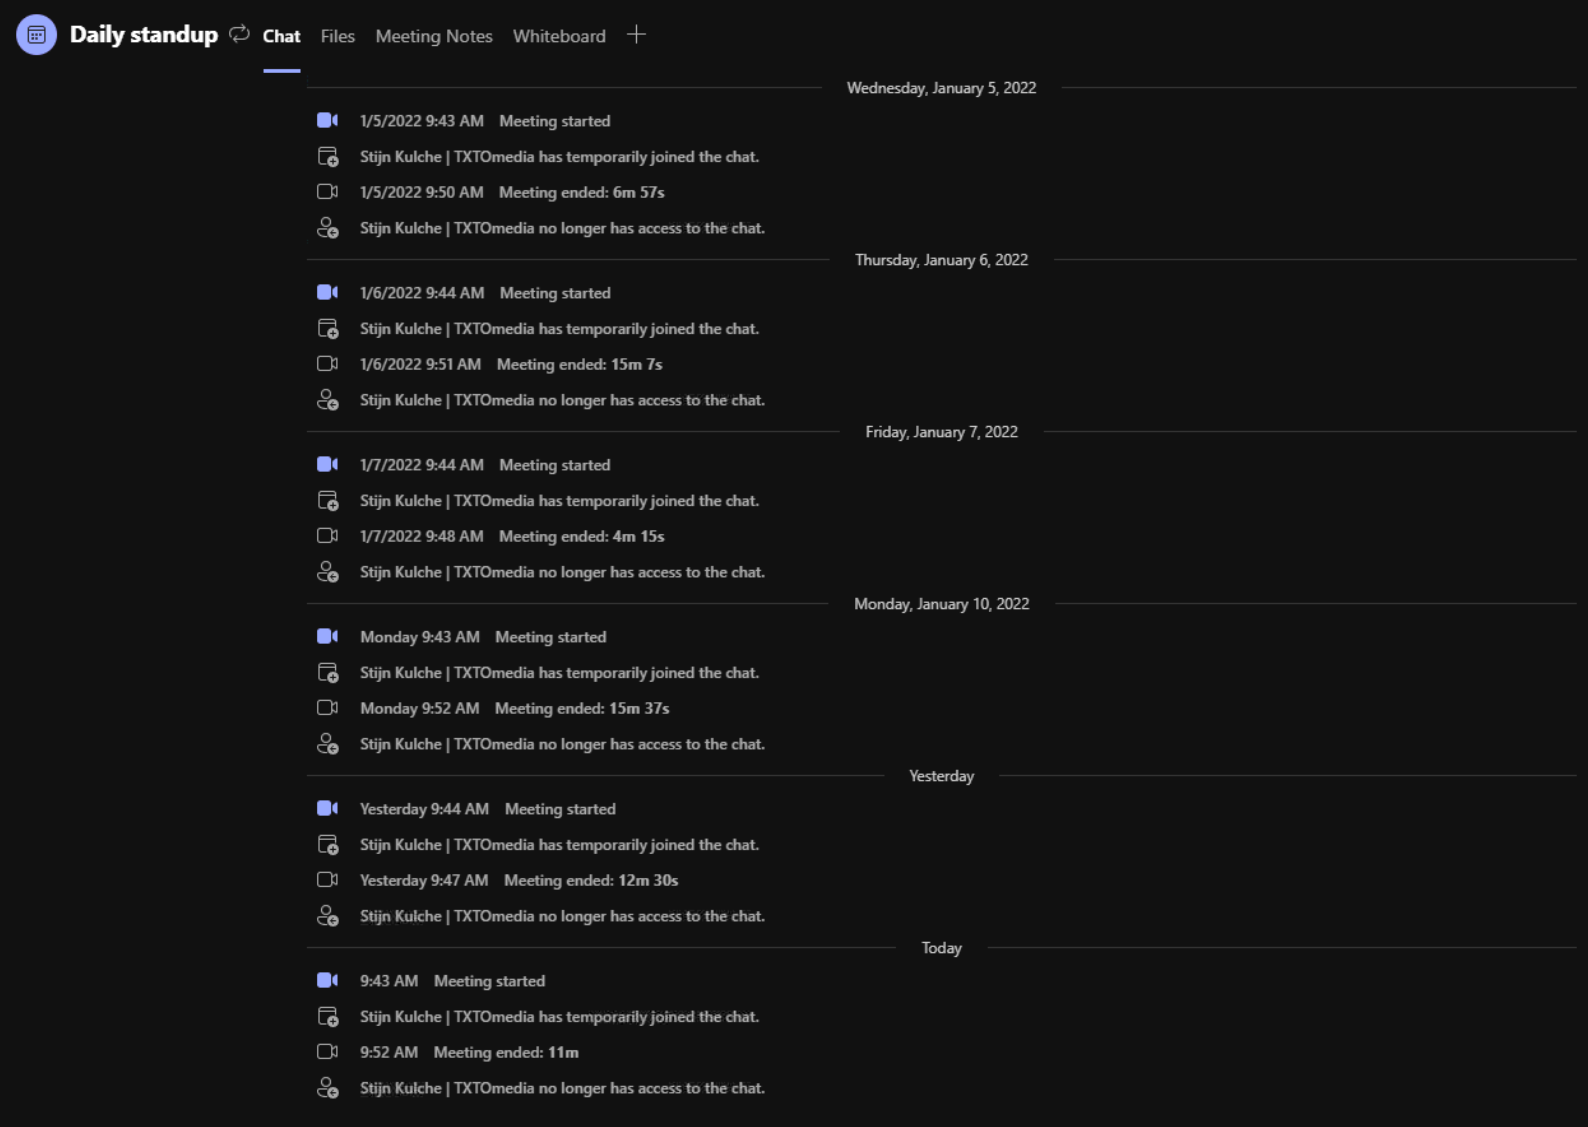 Daily standup Chat Files Meeting Notes Whiteboard
Wednesday, January 5, 2022
1/5/2022 9:43 AM Meeting started
Stijn Kulche | TXTOmedia has temporarily joined the chat.
1/5/2022 9:50 AM Meeting ended: 6m 57s
Stijn Kulche | TXTOmedia no longer has access to the chat.
Thursday, January 6, 2022
1/6/2022 9:44 AM Meeting started
Stijn Kulche | TXTOmedia has temporarily joined the chat.
1/6/2022 9:51 AM Meeting ended: 15m 7s
Stijn Kulche | TXTOmedia no longer has access to the chat.
Friday, January 7, 2022
1/7/2022 9:44 AM Meeting started
Stijn Kulche | TXTOmedia has temporarily joined the chat.
1/7/2022 9:48 AM Meeting ended: 4m 15s
Stijn Kulche | TXTOmedia no longer has access to the chat.
Monday, January 10, 2022
Monday 9:43 AM Meeting started
Stijn Kulche | TXTOmedia has temporarily joined the chat.
Monday 9:52 AM Meeting ended: 15m 37s
Stijn Kulche | TXTOmedia no longer has access to the chat.
Yesterday
Yesterday 9:44 AM Meeting started
Stijn Kulche | TXTOmedia has temporarily joined the chat.
Yesterday 9:47 AM Meeting ended: 12m 30s
Stijn Kulche | TXTOmedia no longer has access to the chat.
Today
9:43 AM Meeting started
Stijn Kulche | TXTOmedia has temporarily joined the chat.
9:52 AM Meeting ended: 11m
Stijn Kulche | TXTOmedia no longer has access to the chat.